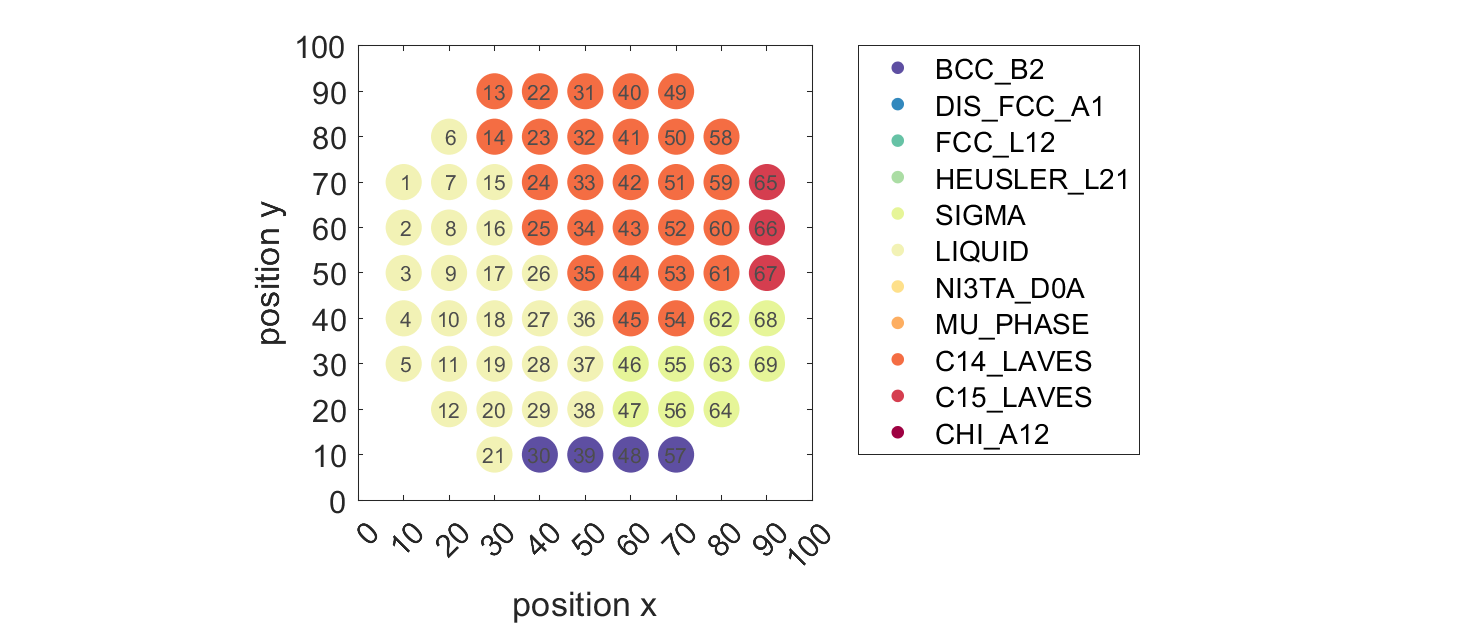 100
90
80
70
60
50
40
30
20
10
0
position y
13 22 31 40 49
6 14 23 32 41 50 58
1 7 15 24 33 42 51 59 65
2 8 16 25 34 43 52 60 66
3 9 17 26 35 44 53 61 67
4 10 18 27 36 45 54 62 68
5 11 19 28 37 46 55 63 69
12 20 29 38 47 56 64
21 30 39 48 57
0 10 20 30 40 50 60 70 80 90 100
position x
BCC_B2
DIS_FCC_A1
FCC_L12
HEUSLER_L21
SIGMA
LIQUID
NI3TA_D0A
MU_PHASE
C14_LAVES
C15_LAVES
CHI_A12